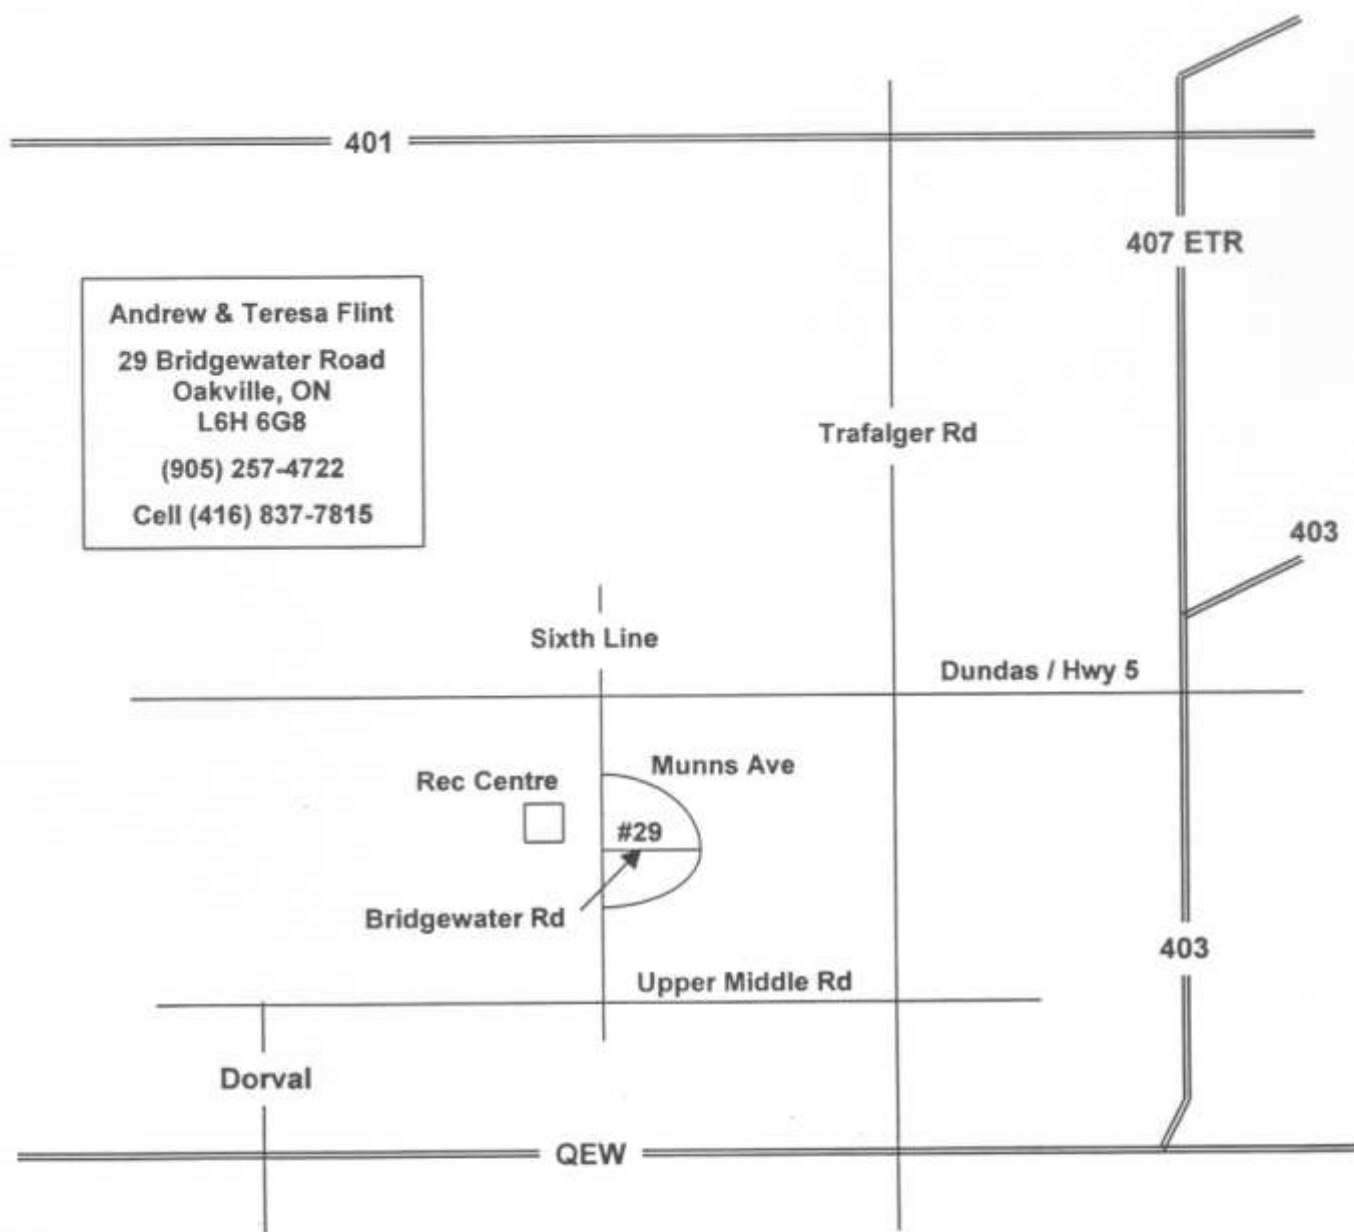 401
407 ETR
Andrew & Teresa Flint
29 Bridgewater Road
Oakville, ON
L6H 6G8
(905) 257-4722
Cell (416) 837-7815
Trafalger Rd
403
Sixth Line
Dundas / Hwy 5
Munns Ave
Rec Centre
#29
Bridgewater Rd
403
Upper Middle Rd
Dorval
QEW